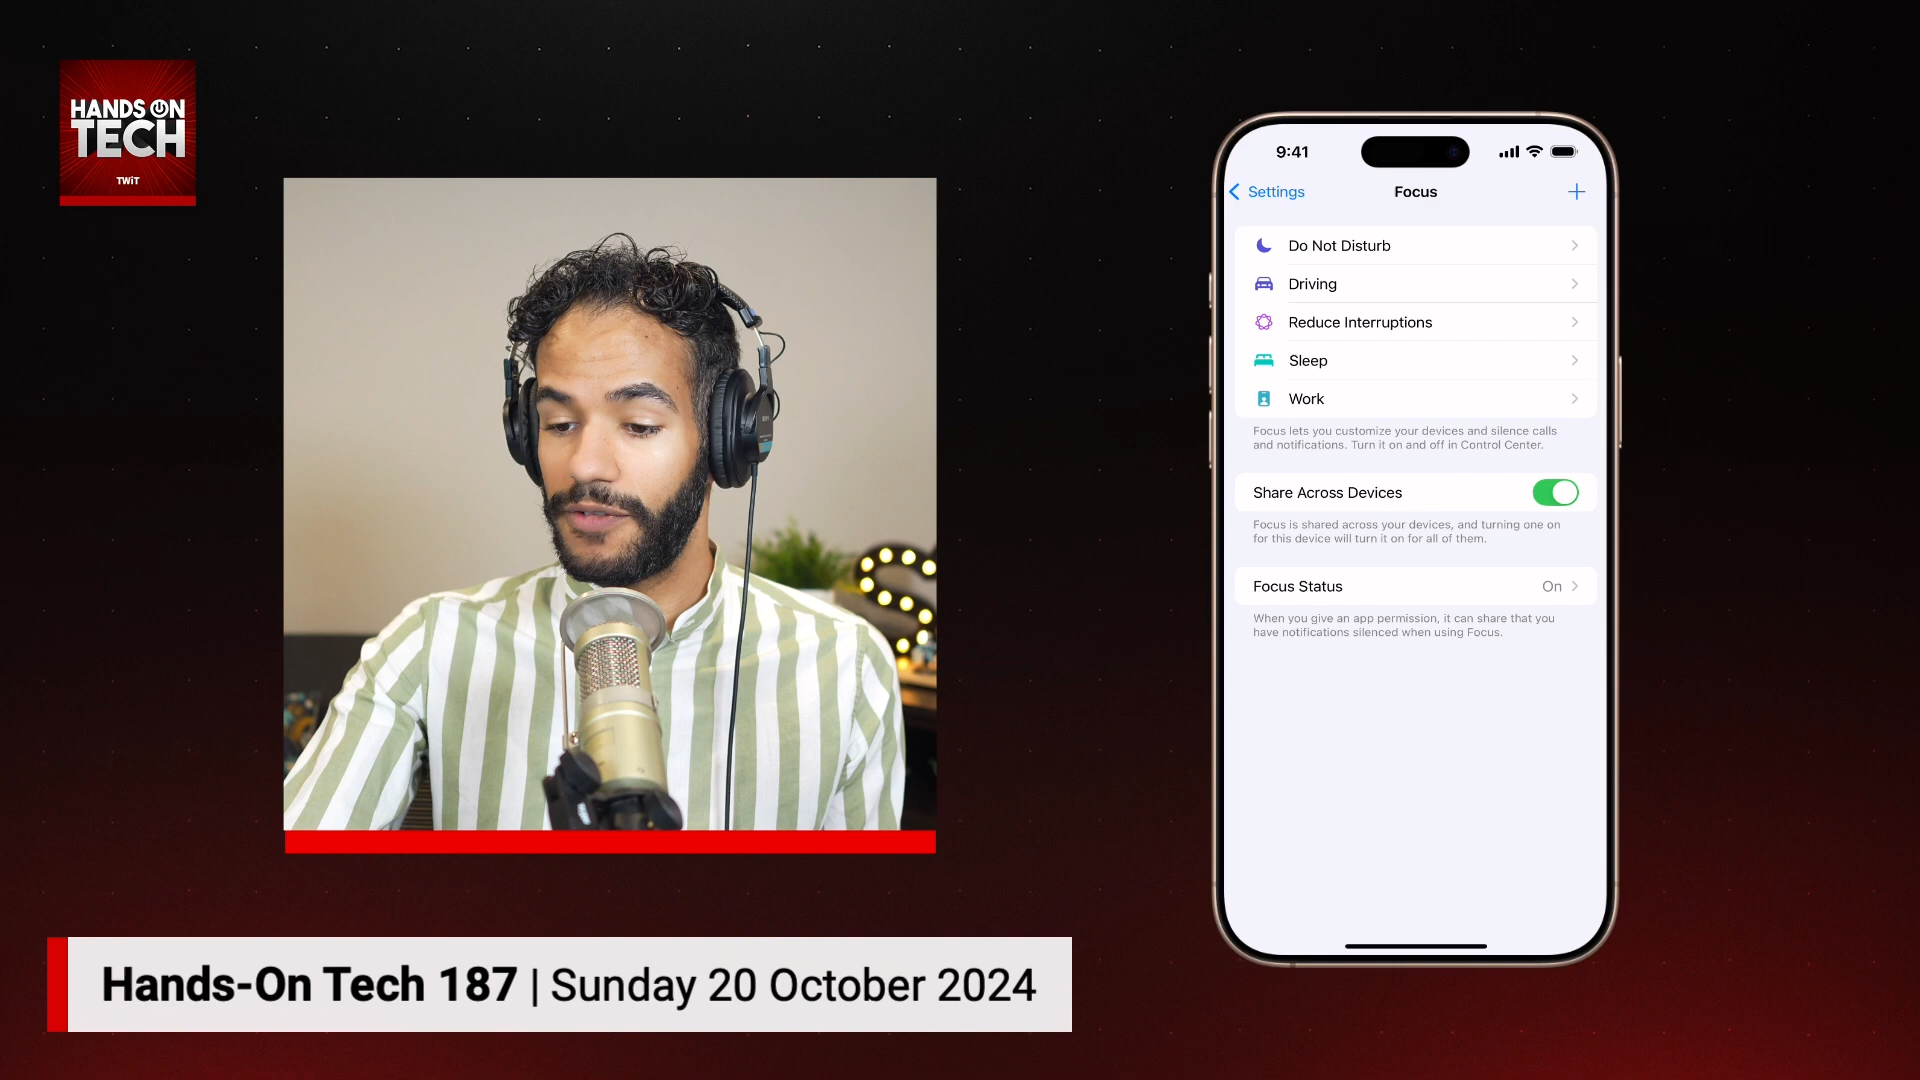 HANDS ON
TECH
TWiT
9:41
Settings
Focus
Do Not Disturb
Driving
Reduce Interruptions
Sleep
Work
Focus lets you customize your devices and silence calls
and notifications. Turn it on and off in Control Center.
Share Across Devices
Focus is shared across your devices, and turning one on
for this device will turn it on for all of them.
Focus Status On
When you give an app permission, it can share that you
have notifications silenced when using Focus.
Hands-On Tech 187 | Sunday 20 October 2024